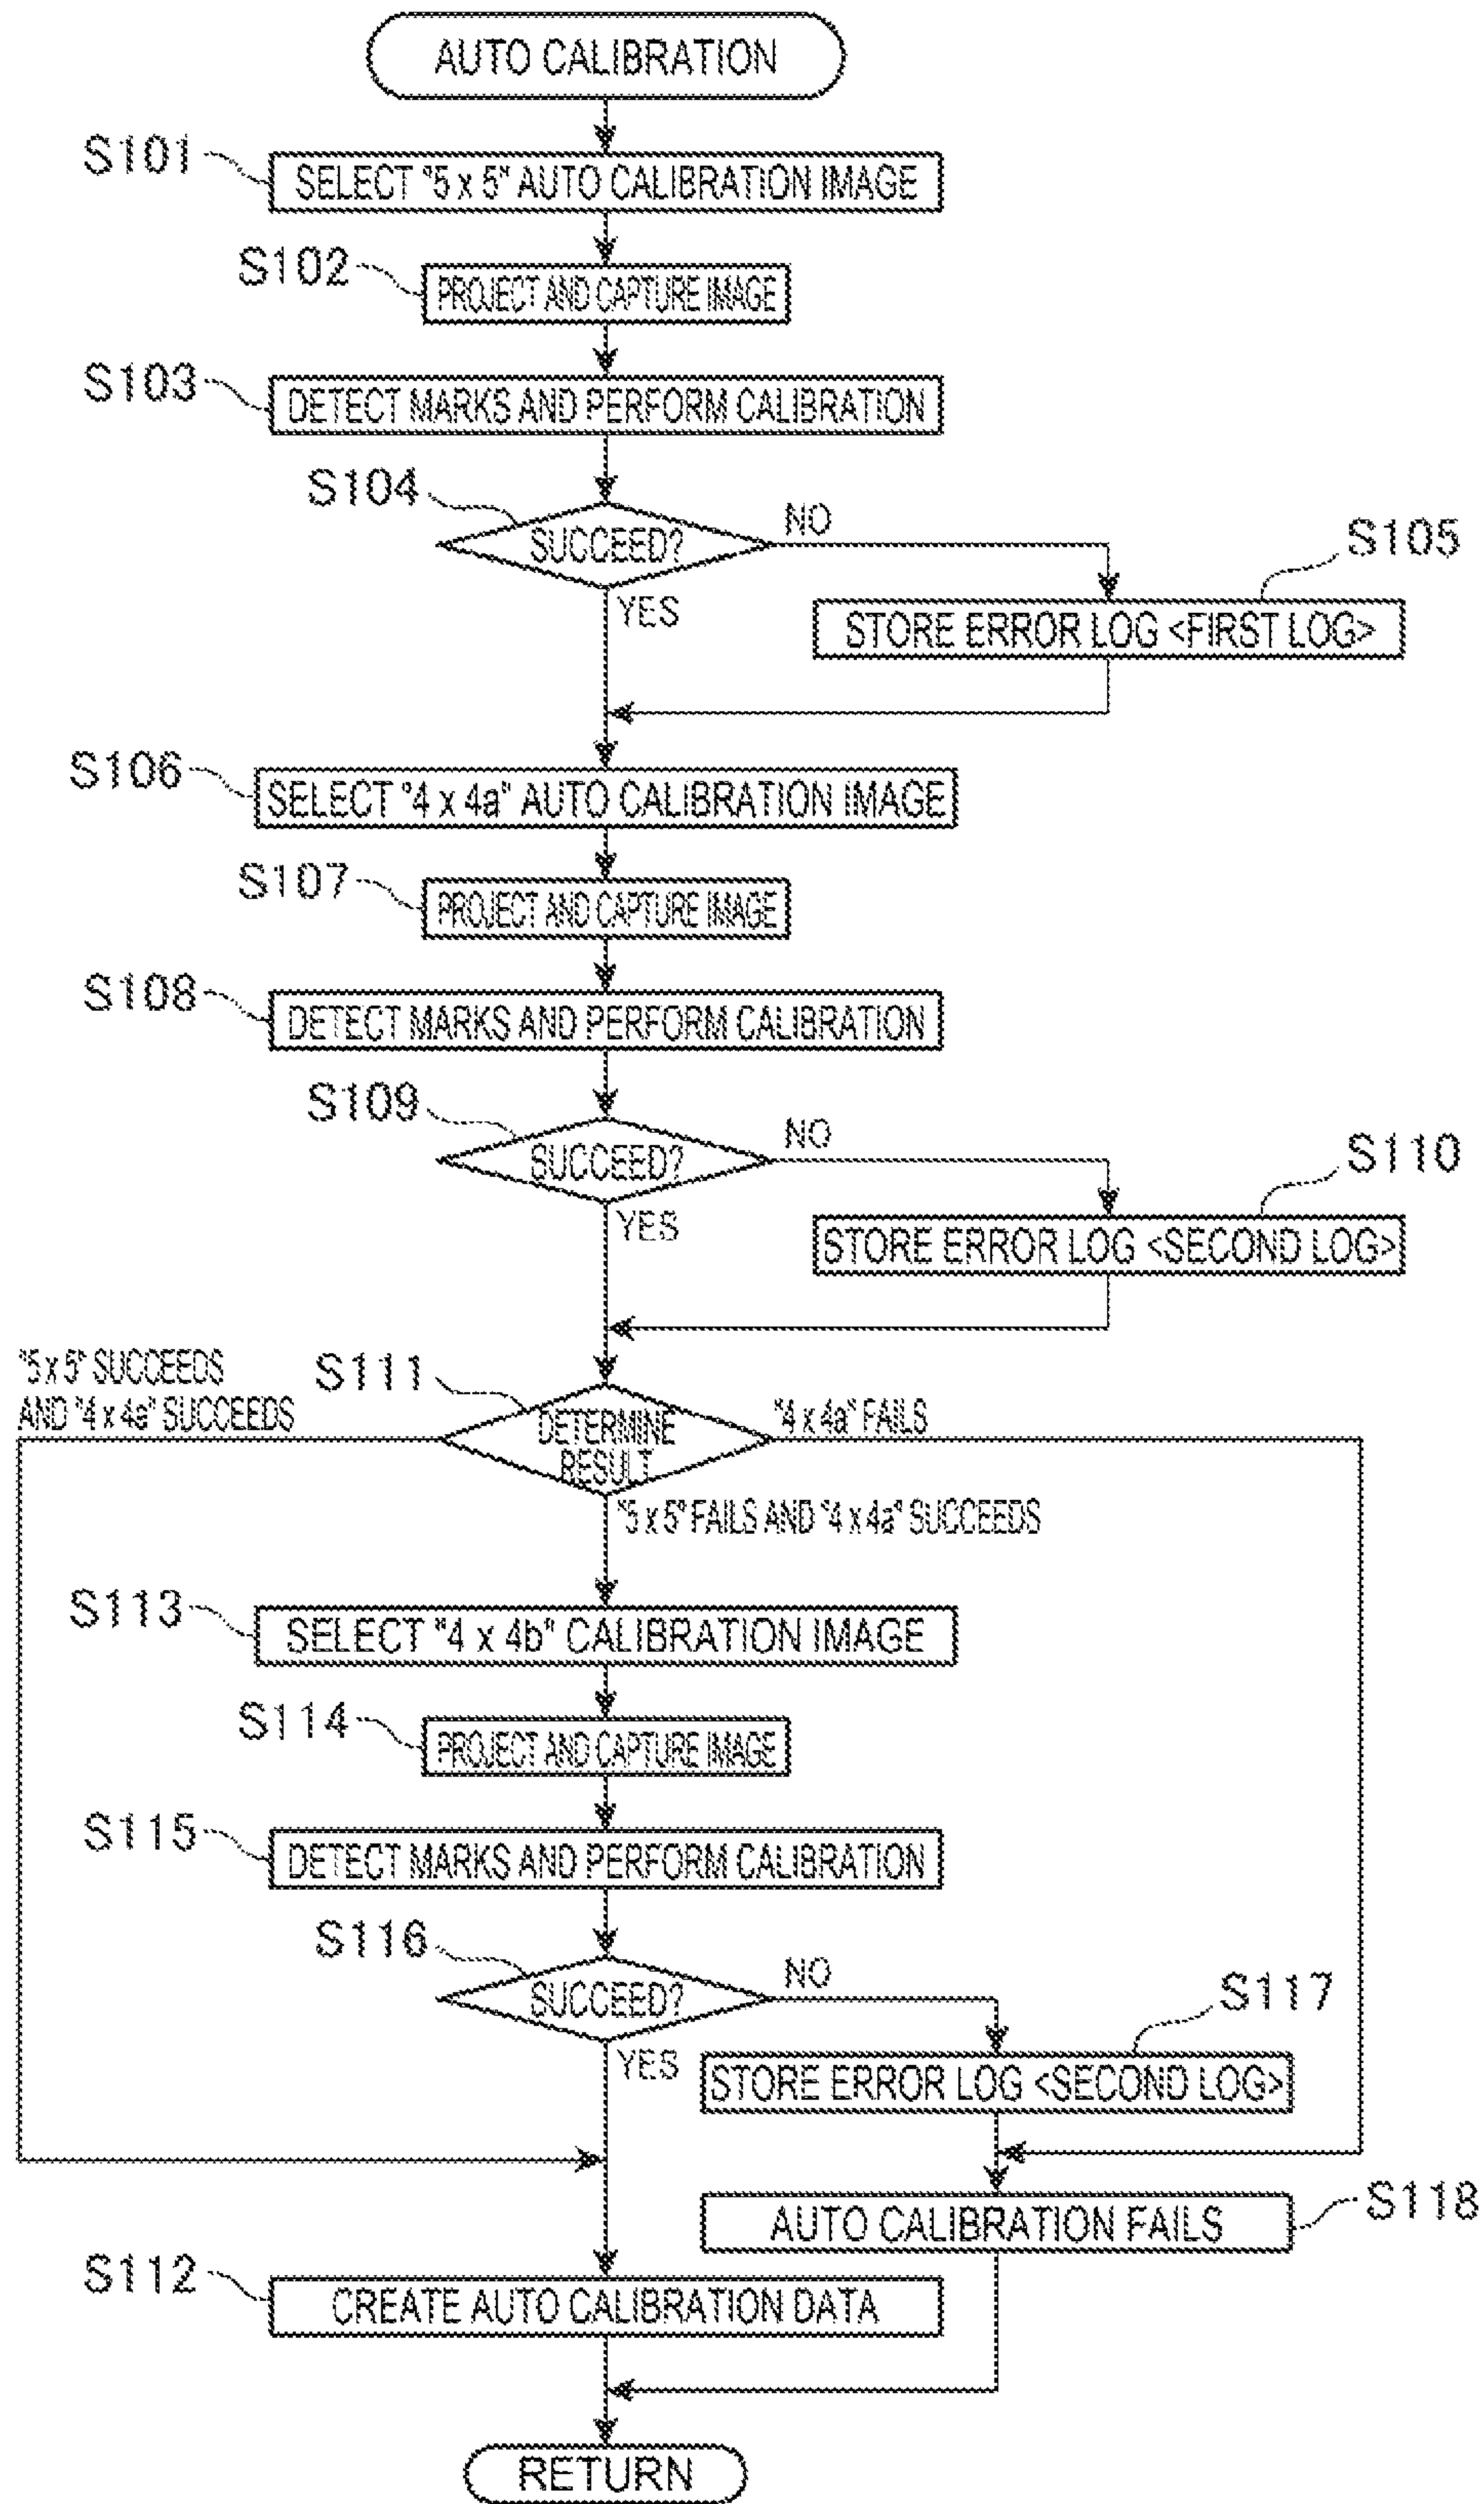 AUTO CALIBRATION
S101
SELECT "5 x 5" AUTO CALIBRATION IMAGE
S102
PROJECT AND CAPTURE IMAGE
S103
DETECT MARKS AND PERFORM CALIBRATION
S104
SUCCEED?
NO
YES
S105
STORE ERROR LOG <FIRST LOG>
S106
SELECT "4 x 4a" AUTO CALIBRATION IMAGE
S107
PROJECT AND CAPTURE IMAGE
S108
DETECT MARKS AND PERFORM CALIBRATION
S109
SUCCEED?
NO
YES
S110
STORE ERROR LOG <SECOND LOG>
"5 x 5" SUCCEEDS
AND "4 x 4a" SUCCEEDS
S111
DETERMINE
RESULT
"4 x 4a" FAILS
"5 x 5" FAILS AND "4 x 4a" SUCCEEDS
S113
SELECT "4 x 4b" CALIBRATION IMAGE
S114
PROJECT AND CAPTURE IMAGE
S115
DETECT MARKS AND PERFORM CALIBRATION
S116
SUCCEED?
NO
YES
S117
STORE ERROR LOG <SECOND LOG>
S118
AUTO CALIBRATION FAILS
S112
CREATE AUTO CALIBRATION DATA
RETURN